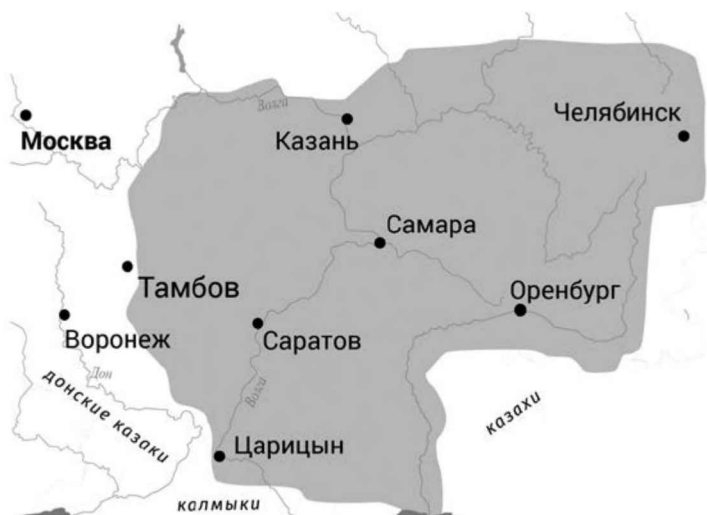 Волга
Челябинск
Москва
Казань
Самара
Тамбов
Оренбург
Воронеж
Саратов
Дон
Волга
донские казаки
казахи
Царицын
калмыки